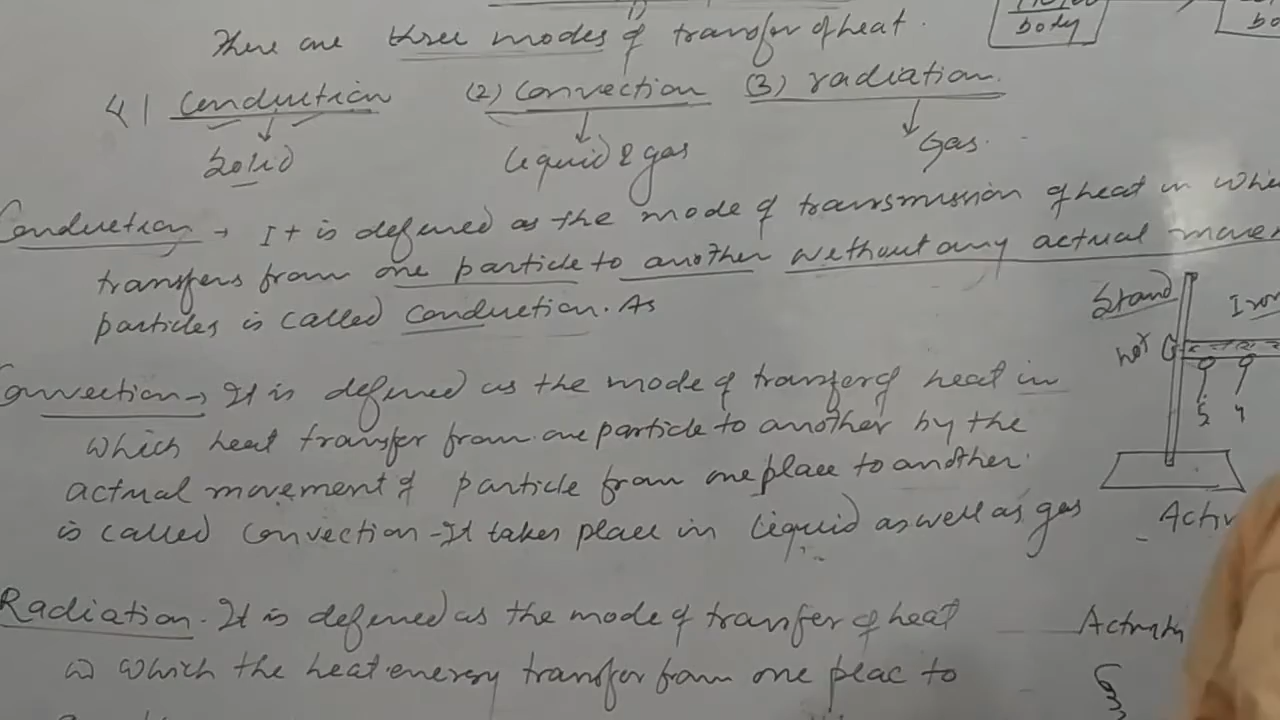 There are three modes of transfer of heat.
body
(1) Conduction (2) Convection (3) radiation.
Solid liquid & gas Gas.
Conduction → It is defined as the mode of transmission of heat in
transfers from one particle to another without any actual
particles is called conduction. As
Stand
hot
5 4
Convection → It is defined as the mode of transfer of heat in
which heat transfer from one particle to another by the
actual movement of particle from one place to another.
is called convection - It takes place in liquid as well as gas
Radiation. It is defined as the mode of transfer of heat
in which the heat energy transfer from one plac to
Activity